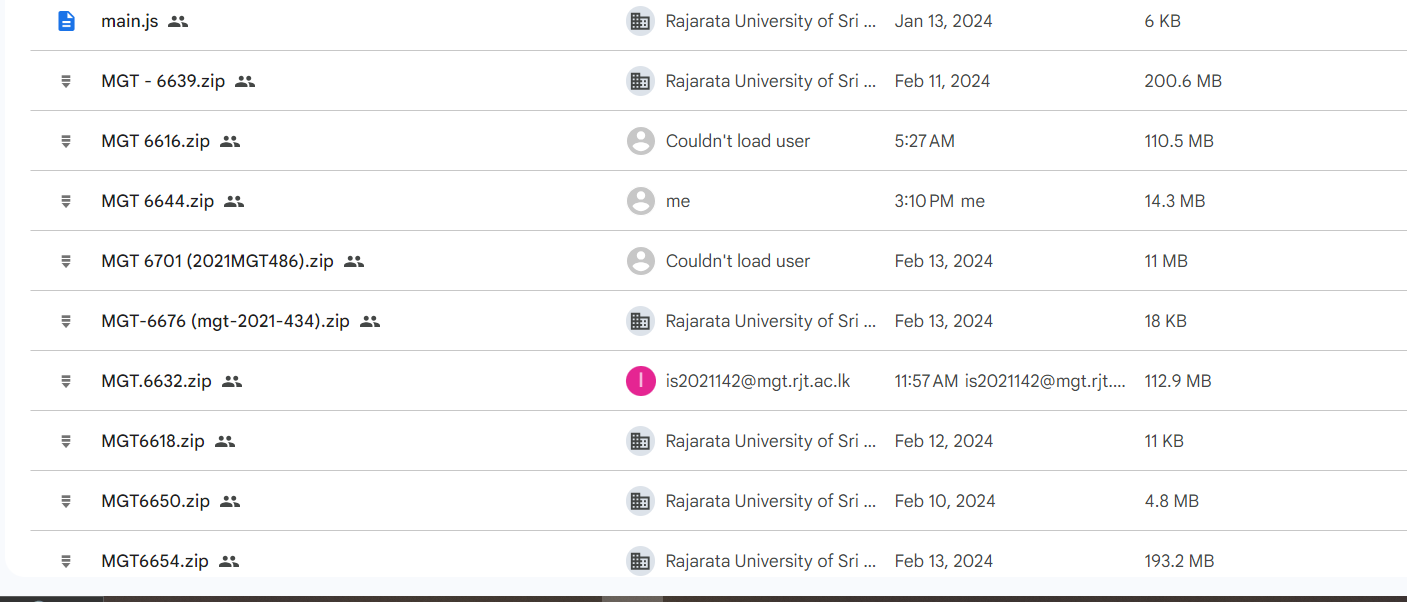 main.js Rajarata University of Sri ... Jan 13, 2024 6 KB
MGT - 6639.zip Rajarata University of Sri ... Feb 11, 2024 200.6 MB
MGT 6616.zip Couldn't load user 5:27 AM 110.5 MB
MGT 6644.zip me 3:10 PM me 14.3 MB
MGT 6701 (2021MGT486).zip Couldn't load user Feb 13, 2024 11 MB
MGT-6676 (mgt-2021-434).zip Rajarata University of Sri ... Feb 13, 2024 18 KB
MGT.6632.zip I is2021142@mgt.rjt.ac.lk 11:57 AM is2021142@mgt.rjt.... 112.9 MB
MGT6618.zip Rajarata University of Sri ... Feb 12, 2024 11 KB
MGT6650.zip Rajarata University of Sri ... Feb 10, 2024 4.8 MB
MGT6654.zip Rajarata University of Sri ... Feb 13, 2024 193.2 MB